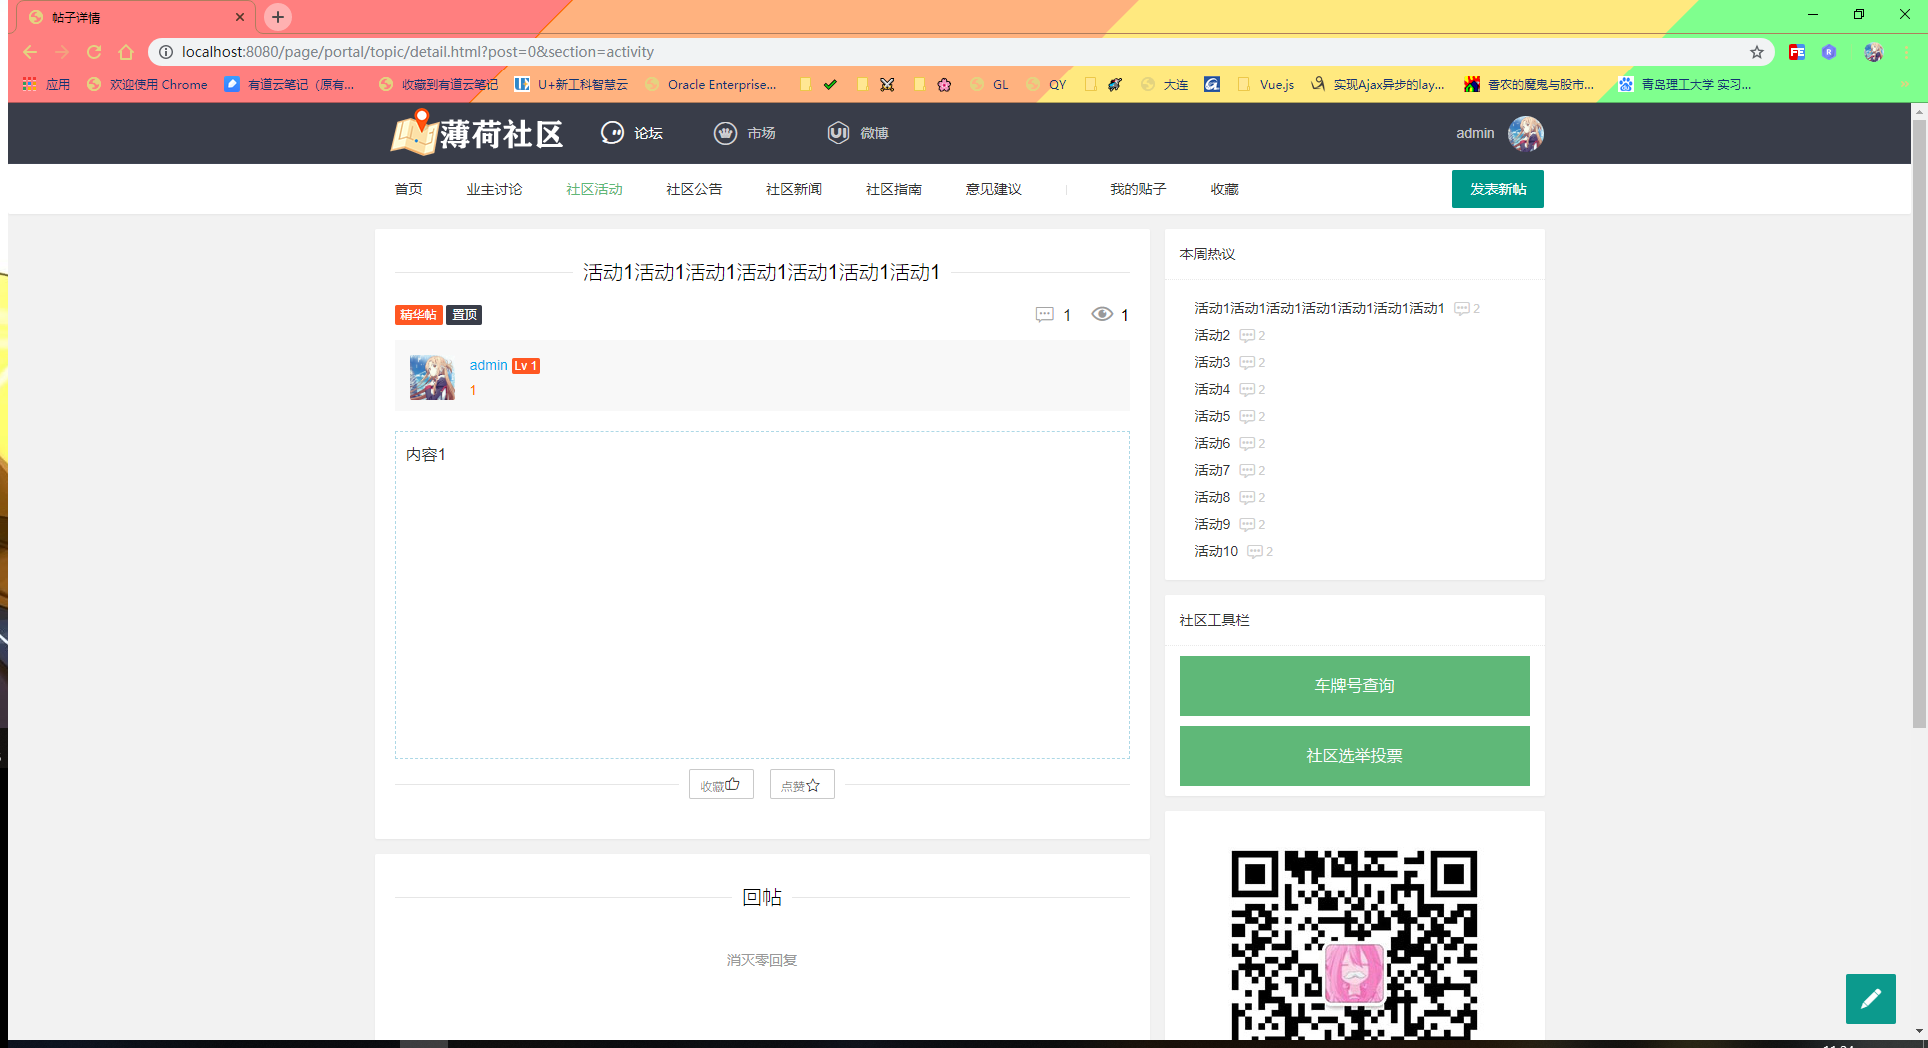 帖子详情
localhost:8080/page/portal/topic/detail.html?post=0&section=activity
应用 欢迎使用 Chrome 有道云笔记（原有... 收藏到有道云笔记 U+新工科智慧云 Oracle Enterprise... GL QY 大连 Vue.js 实现Ajax异步的lay... 香农的魔鬼与股市... 青岛理工大学 实习...
薄荷社区 论坛 市场 微博 admin
首页 业主讨论 社区活动 社区公告 社区新闻 社区指南 意见建议 我的贴子 收藏 发表新帖
活动1活动1活动1活动1活动1活动1活动1
精华帖 置顶 1 1
admin Lv 1
1
内容1
收藏 点赞
回帖
消灭零回复
本周热议
活动1活动1活动1活动1活动1活动1活动1 2
活动2 2
活动3 2
活动4 2
活动5 2
活动6 2
活动7 2
活动8 2
活动9 2
活动10 2
社区工具栏
车牌号查询
社区选举投票